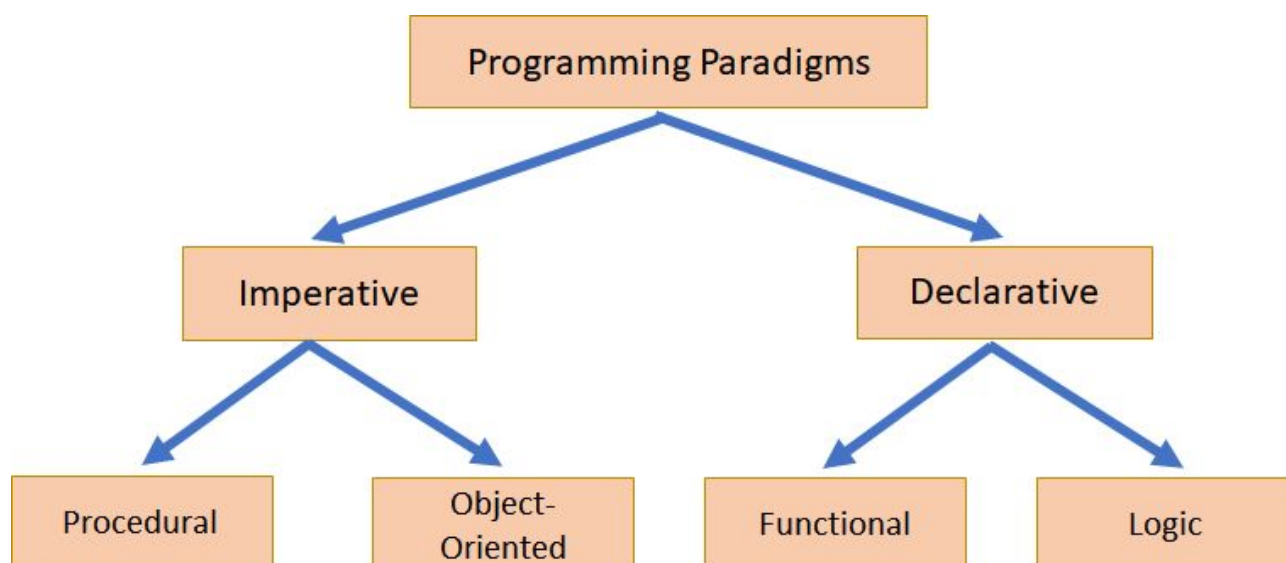 Programming Paradigms
Imperative
Declarative
Procedural
Object-
Oriented
Functional
Logic